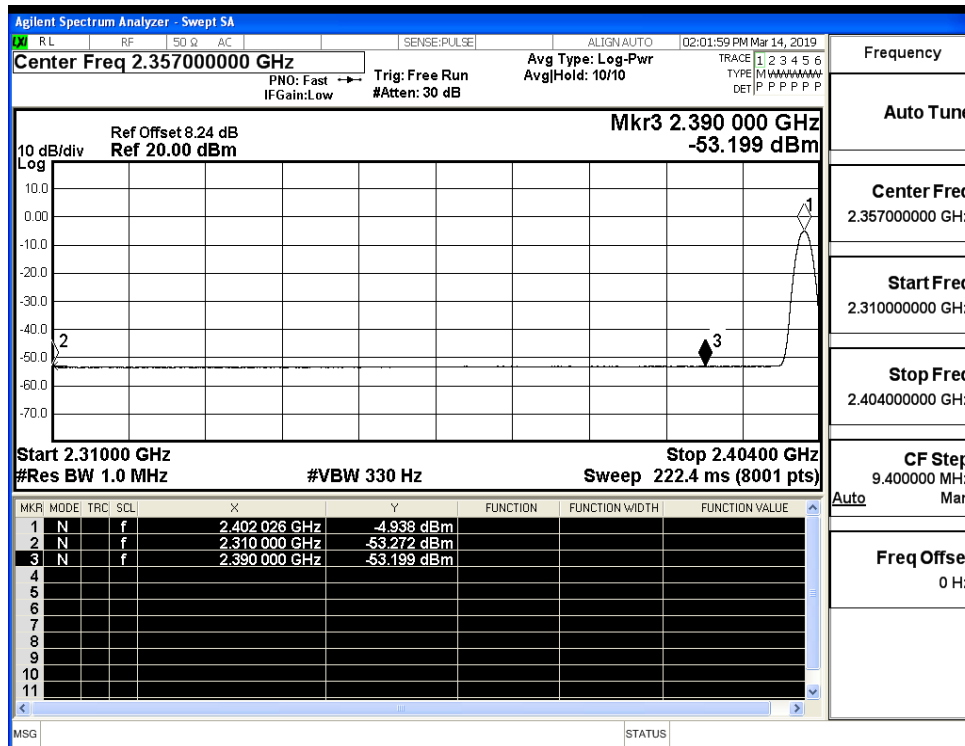 Agilent Spectrum Analyzer - Swept SA
LXI RL RF 50 Ω AC SENSE:PULSE ALIGN AUTO 02:01:59 PM Mar 14, 2019
Center Freq 2.357000000 GHz
PNO: Fast
IFGain:Low
Trig: Free Run
#Atten: 30 dB
Avg Type: Log-Pwr
Avg|Hold: 10/10
TRACE 1 2 3 4 5 6
TYPE M WWWWW
DET P P P P P P
Mkr3 2.390 000 GHz
-53.199 dBm
Ref Offset 8.24 dB
10 dB/div Ref 20.00 dBm
Log
10.0
0.00
-10.0
-20.0
-30.0
-40.0
-50.0
-60.0
-70.0
1
2
3
Start 2.31000 GHz Stop 2.40400 GHz
#Res BW 1.0 MHz #VBW 330 Hz Sweep 222.4 ms (8001 pts)
MKR MODE TRC SCL X Y FUNCTION FUNCTION WIDTH FUNCTION VALUE
1 N f 2.402 026 GHz -4.938 dBm
2 N f 2.310 000 GHz -53.272 dBm
3 N f 2.390 000 GHz -53.199 dBm
4
5
6
7
8
9
10
11
MSG STATUS
Frequency
Auto Tune
Center Freq
2.357000000 GHz
Start Freq
2.310000000 GHz
Stop Freq
2.404000000 GHz
CF Step
9.400000 MHz
Auto Man
Freq Offset
0 Hz